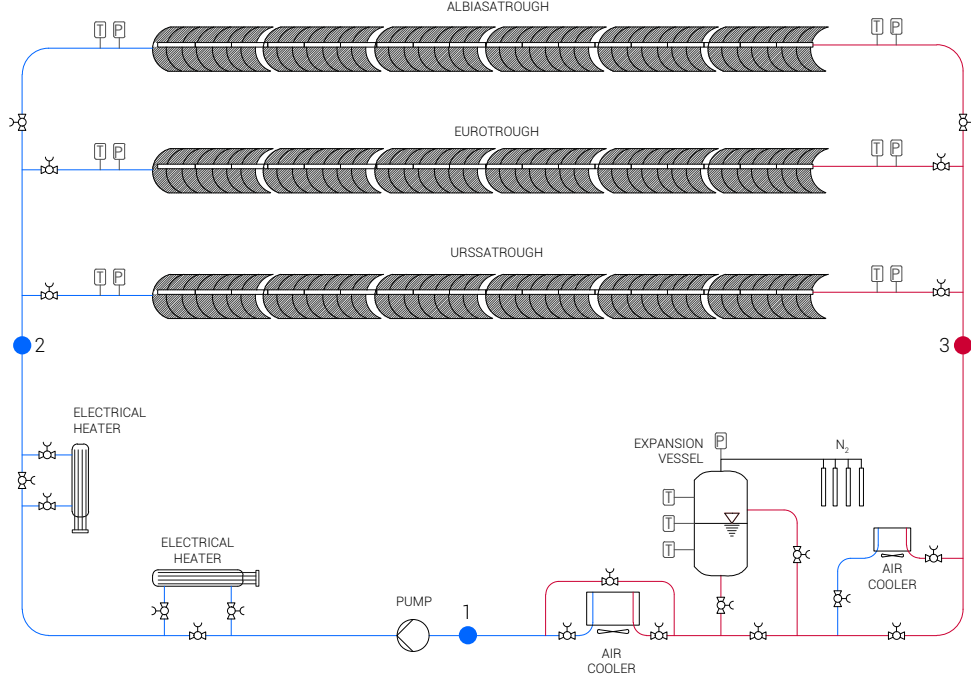 ALBIASATROUGH
T P
T P
EUROTROUGH
T P
T P
URSSATROUGH
T P
T P
2
3
ELECTRICAL
HEATER
EXPANSION
VESSEL
P
N2
T
T
T
ELECTRICAL
HEATER
AIR
COOLER
PUMP
1
AIR
COOLER